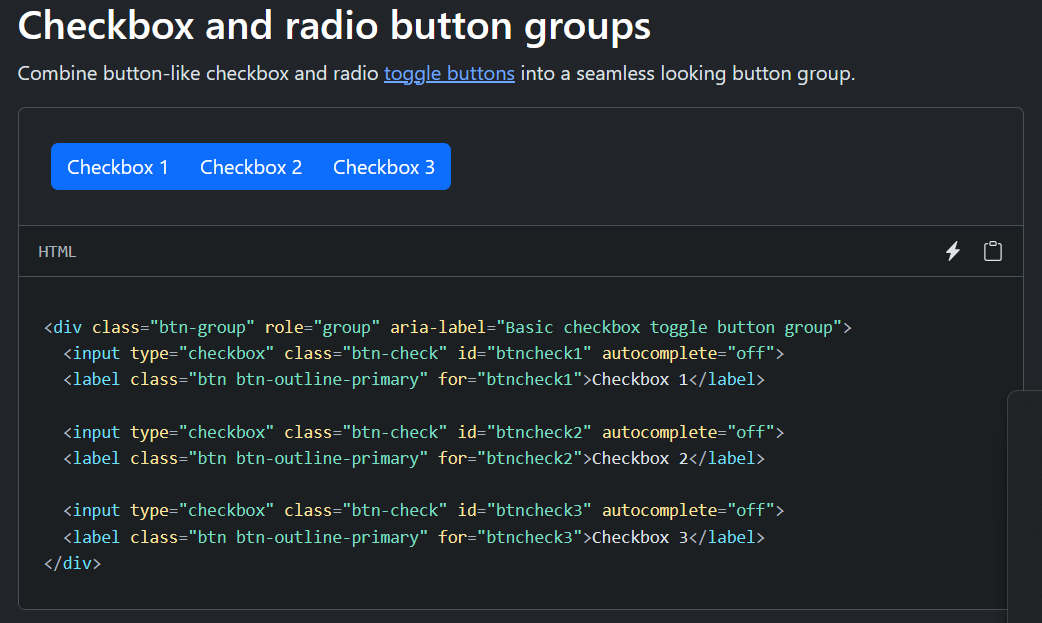 Checkbox and radio button groups
Combine button-like checkbox and radio toggle buttons into a seamless looking button group.
Checkbox 1 Checkbox 2 Checkbox 3
HTML
<div class="btn-group" role="group" aria-label="Basic checkbox toggle button group">
  <input type="checkbox" class="btn-check" id="btncheck1" autocomplete="off">
  <label class="btn btn-outline-primary" for="btncheck1">Checkbox 1</label>
  <input type="checkbox" class="btn-check" id="btncheck2" autocomplete="off">
  <label class="btn btn-outline-primary" for="btncheck2">Checkbox 2</label>
  <input type="checkbox" class="btn-check" id="btncheck3" autocomplete="off">
  <label class="btn btn-outline-primary" for="btncheck3">Checkbox 3</label>
</div>